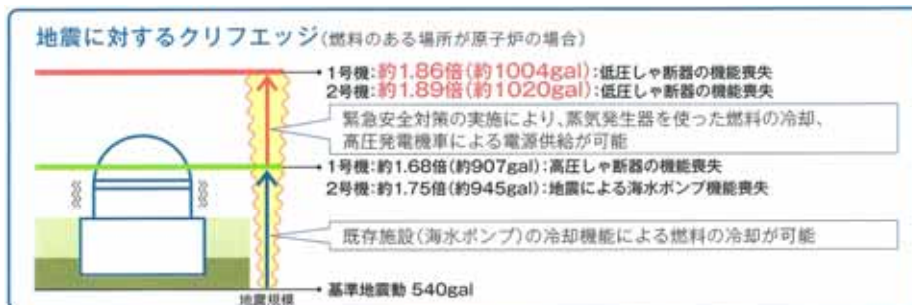 地震に対するクリフエッジ(燃料のある場所が原子炉の場合)
1号機:約1.86倍(約1004gal):低圧しゃ断器の機能喪失
2号機:約1.89倍(約1020gal):低圧しゃ断器の機能喪失
緊急安全対策の実施により、蒸気発生器を使った燃料の冷却、
高圧発電機車による電源供給が可能
1号機:約1.68倍(約907gal):高圧しゃ断器の機能喪失
2号機:約1.75倍(約945gal):地震による海水ポンプ機能喪失
既存施設(海水ポンプ)の冷却機能による燃料の冷却が可能
基準地震動 540gal
地震規模